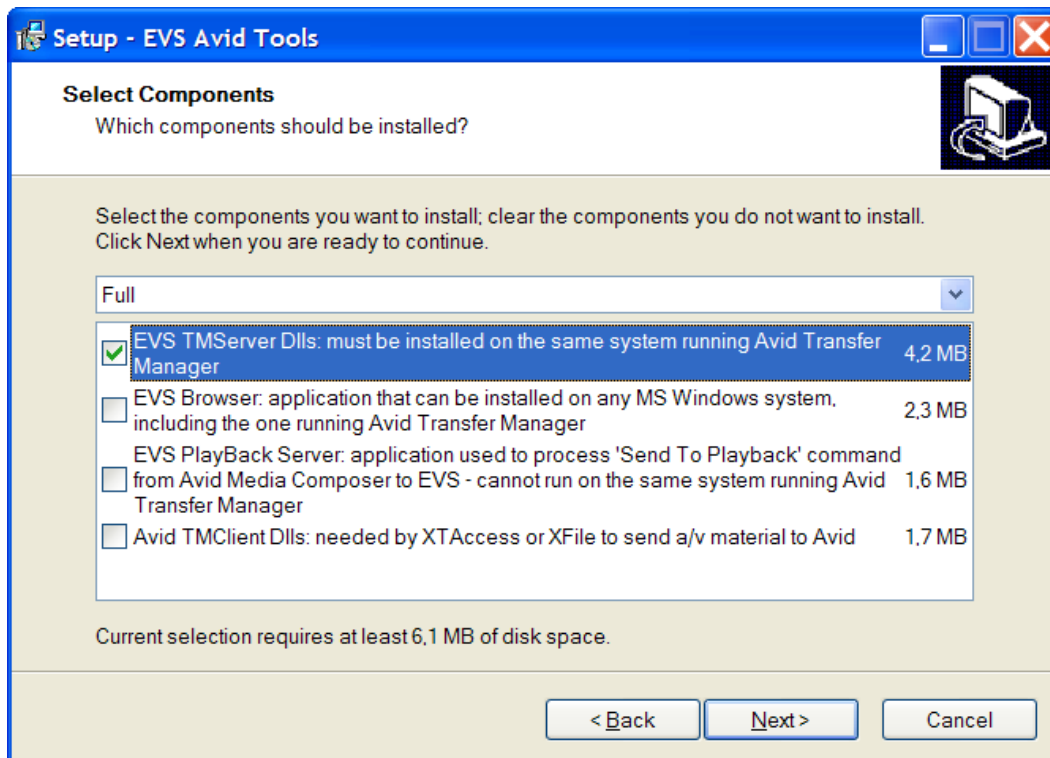 Setup - EVS Avid Tools
Select Components
Which components should be installed?
Select the components you want to install; clear the components you do not want to install.
Click Next when you are ready to continue.
Full
EVS TMServer Dlls: must be installed on the same system running Avid Transfer
Manager
4,2 MB
EVS Browser: application that can be installed on any MS Windows system,
including the one running Avid Transfer Manager
2,3 MB
EVS PlayBack Server: application used to process 'Send To Playback' command
from Avid Media Composer to EVS - cannot run on the same system running Avid
Transfer Manager
1,6 MB
Avid TMClient Dlls: needed by XTAccess or XFile to send a/v material to Avid
1,7 MB
Current selection requires at least 6,1 MB of disk space.
< Back
Next >
Cancel